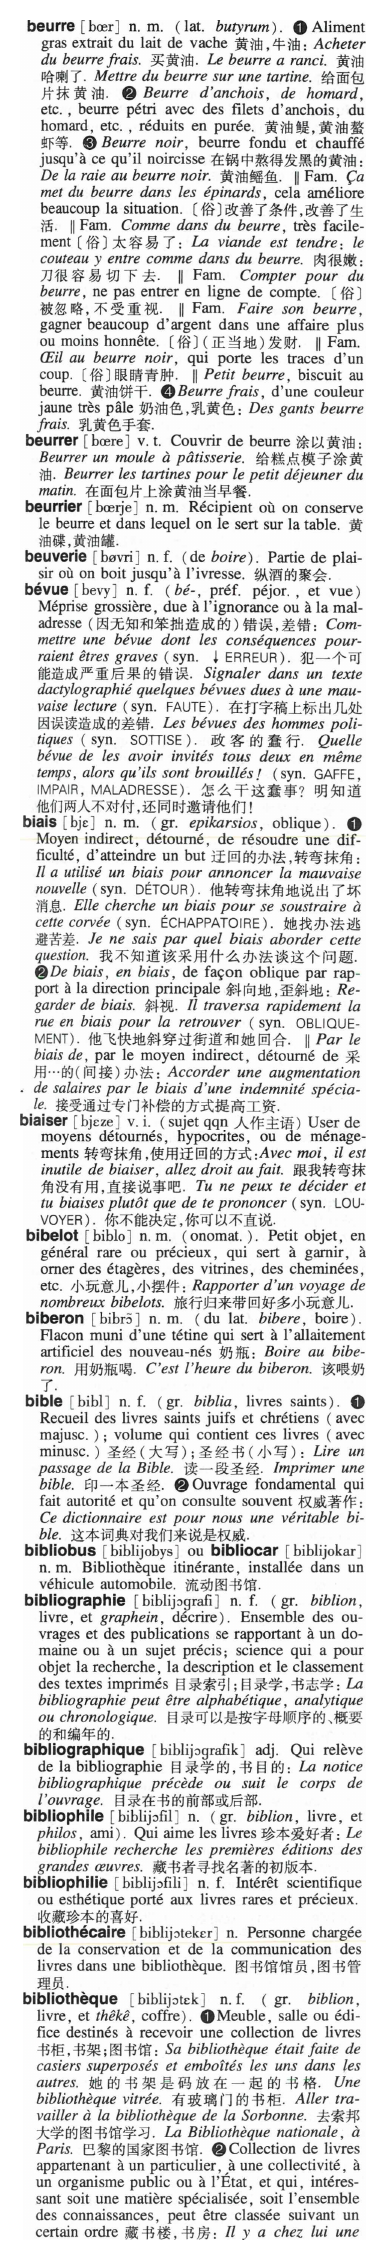 beurre [bœr] n. m. (lat. butyrum). ❶ Aliment
gras extrait du lait de vache 黄油,牛油: Acheter
du beurre frais. 买黄油. Le beurre a ranci. 黄油
哈喇了. Mettre du beurre sur une tartine. 给面包
片抹黄油. ❷ Beurre d'anchois, de homard,
etc., beurre pétri avec des filets d'anchois, du
homard, etc., réduits en purée. 黄油鳀,黄油螯
虾等. ❸ Beurre noir, beurre fondu et chauffé
jusqu'à ce qu'il noircisse 在锅中熬得发黑的黄油:
De la raie au beurre noir. 黄油鳐鱼. ‖ Fam. Ça
met du beurre dans les épinards, cela améliore
beaucoup la situation. 〔俗〕改善了条件,改善了生
活. ‖ Fam. Comme dans du beurre, très facile-
ment〔俗〕太容易了: La viande est tendre; le
couteau y entre comme dans du beurre. 肉很嫩:
刀很容易切下去. ‖ Fam. Compter pour du
beurre, ne pas entrer en ligne de compte. 〔俗〕
被忽略,不受重视. ‖ Fam. Faire son beurre,
gagner beaucoup d'argent dans une affaire plus
ou moins honnête. 〔俗〕(正当地)发财. ‖ Fam.
Œil au beurre noir, qui porte les traces d'un
coup. 〔俗〕眼睛青肿. ‖ Petit beurre, biscuit au
beurre. 黄油饼干. ❹ Beurre frais, d'une couleur
jaune très pâle 奶油色,乳黄色: Des gants beurre
frais. 乳黄色手套.
beurrer [bœre] v. t. Couvrir de beurre 涂以黄油:
Beurrer un moule à pâtisserie. 给糕点模子涂黄
油. Beurrer les tartines pour le petit déjeuner du
matin. 在面包片上涂黄油当早餐.
beurrier [bœrje] n. m. Récipient où on conserve
le beurre et dans lequel on le sert sur la table. 黄
油碟,黄油罐.
beuverie [bøvri] n. f. (de boire). Partie de plai-
sir où on boit jusqu'à l'ivresse. 纵酒的聚会.
bévue [bevy] n. f. (bé-, préf. péjor., et vue)
Méprise grossière, due à l'ignorance ou à la mal-
adresse (因无知和笨拙造成的)错误,差错: Com-
mettre une bévue dont les conséquences pour-
raient êtres graves (syn. ↓ ERREUR). 犯一个可
能造成严重后果的错误. Signaler dans un texte
dactylographié quelques bévues dues à une mau-
vaise lecture (syn. FAUTE). 在打字稿上标出几处
因误读造成的差错. Les bévues des hommes poli-
tiques (syn. SOTTISE). 政客的蠢行. Quelle
bévue de les avoir invités tous deux en même
temps, alors qu'ils sont brouillés! (syn. GAFFE,
IMPAIR, MALADRESSE). 怎么干这蠢事? 明知道
他们两人不对付,还同时邀请他们!
biais [bjɛ] n. m. (gr. epikarsios, oblique). ❶
Moyen indirect, détourné, de résoudre une dif-
ficulté, d'atteindre un but 迂回的办法,转弯抹角:
Il a utilisé un biais pour annoncer la mauvaise
nouvelle (syn. DÉTOUR). 他转弯抹角地说出了坏
消息. Elle cherche un biais pour se soustraire à
cette corvée (syn. ÉCHAPPATOIRE). 她找办法逃
避苦差. Je ne sais par quel biais aborder cette
question. 我不知道该采用什么办法谈这个问题.
❷ De biais, en biais, de façon oblique par rap-
port à la direction principale 斜向地,歪斜地: Re-
garder de biais. 斜视. Il traversa rapidement la
rue en biais pour la retrouver (syn. OBLIQUE-
MENT). 他飞快地斜穿过街道和她回合. ‖ Par le
biais de, par le moyen indirect, détourné de 采
用…的(间接)办法: Accorder une augmentation
de salaires par le biais d'une indemnité spécia-
le. 接受通过专门补偿的方式提高工资.
biaiser [bjɛze] v. i. (sujet qqn 人作主语) User de
moyens détournés, hypocrites, ou de ménage-
ments 转弯抹角,使用迂回的方式:Avec moi, il est
inutile de biaiser, allez droit au fait. 跟我转弯抹
角没有用,直接说事吧. Tu ne peux te décider et
tu biaises plutôt que de te prononcer (syn. LOU-
VOYER). 你不能决定,你可以不直说.
bibelot [biblo] n. m. (onomat.). Petit objet, en
général rare ou précieux, qui sert à garnir, à
orner des étagères, des vitrines, des cheminées,
etc. 小玩意儿,小摆件: Rapporter d'un voyage de
nombreux bibelots. 旅行归来带回好多小玩意儿.
biberon [bibrɔ̃] n. m. (du lat. bibere, boire).
Flacon muni d'une tétine qui sert à l'allaitement
artificiel des nouveau-nés 奶瓶: Boire au bibe-
ron. 用奶瓶喝. C'est l'heure du biberon. 该喂奶
了.
bible [bibl] n. f. (gr. biblia, livres saints). ❶
Recueil des livres saints juifs et chrétiens (avec
majusc.); volume qui contient ces livres (avec
minusc.) 圣经(大写);圣经书(小写): Lire un
passage de la Bible. 读一段圣经. Imprimer une
bible. 印一本圣经. ❷ Ouvrage fondamental qui
fait autorité et qu'on consulte souvent 权威著作:
Ce dictionnaire est pour nous une véritable bi-
ble. 这本词典对我们来说是权威.
bibliobus [biblijobys] ou bibliocar [biblijokar]
n. m. Bibliothèque itinérante, installée dans un
véhicule automobile. 流动图书馆.
bibliographie [biblijɔgrafi] n. f. (gr. biblion,
livre, et graphein, décrire). Ensemble des ou-
vrages et des publications se rapportant à un do-
maine ou à un sujet précis; science qui a pour
objet la recherche, la description et le classement
des textes imprimés 目录索引;目录学,书志学: La
bibliographie peut être alphabétique, analytique
ou chronologique. 目录可以是按字母顺序的、概要
的和编年的.
bibliographique [biblijɔgrafik] adj. Qui relève
de la bibliographie 目录学的,书目的: La notice
bibliographique précède ou suit le corps de
l'ouvrage. 目录在书的前部或后部.
bibliophile [biblijɔfil] n. (gr. biblion, livre, et
philos, ami). Qui aime les livres 珍本爱好者: Le
bibliophile recherche les premières éditions des
grandes œuvres. 藏书者寻找名著的初版本.
bibliophilie [biblijɔfili] n. f. Intérêt scientifique
ou esthétique porté aux livres rares et précieux.
收藏珍本的喜好.
bibliothécaire [biblijɔtekɛr] n. Personne chargée
de la conservation et de la communication des
livres dans une bibliothèque. 图书馆馆员,图书管
理员.
bibliothèque [biblijɔtɛk] n. f. (gr. biblion,
livre, et thêkê, coffre). ❶ Meuble, salle ou édi-
fice destinés à recevoir une collection de livres
书柜,书架;图书馆: Sa bibliothèque était faite de
casiers superposés et emboîtés les uns dans les
autres. 她的书架是码放在一起的书格. Une
bibliothèque vitrée. 有玻璃门的书柜. Aller tra-
vailler à la bibliothèque de la Sorbonne. 去索邦
大学的图书馆学习. La Bibliothèque nationale, à
Paris. 巴黎的国家图书馆. ❷ Collection de livres
appartenant à un particulier, à une collectivité, à
un organisme public ou à l'État, et qui, intéres-
sant soit une matière spécialisée, soit l'ensemble
des connaissances, peut être classée suivant un
certain ordre 藏书楼,书房: Il y a chez lui une